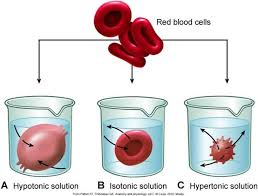 Red blood cells
A Hypotonic solution
B Isotonic solution
C Hypertonic solution